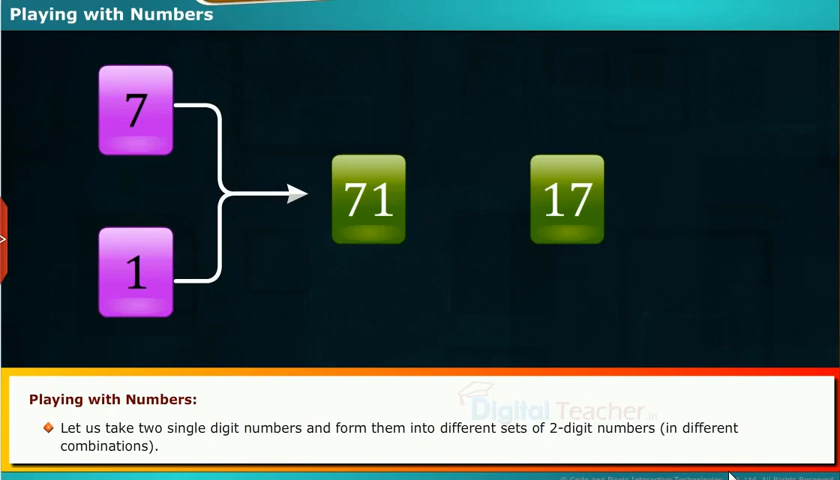 Playing with Numbers
7
71
17
1
Playing with Numbers:
Digital Teacher.in
Let us take two single digit numbers and form them into different sets of 2-digit numbers (in different
combinations).